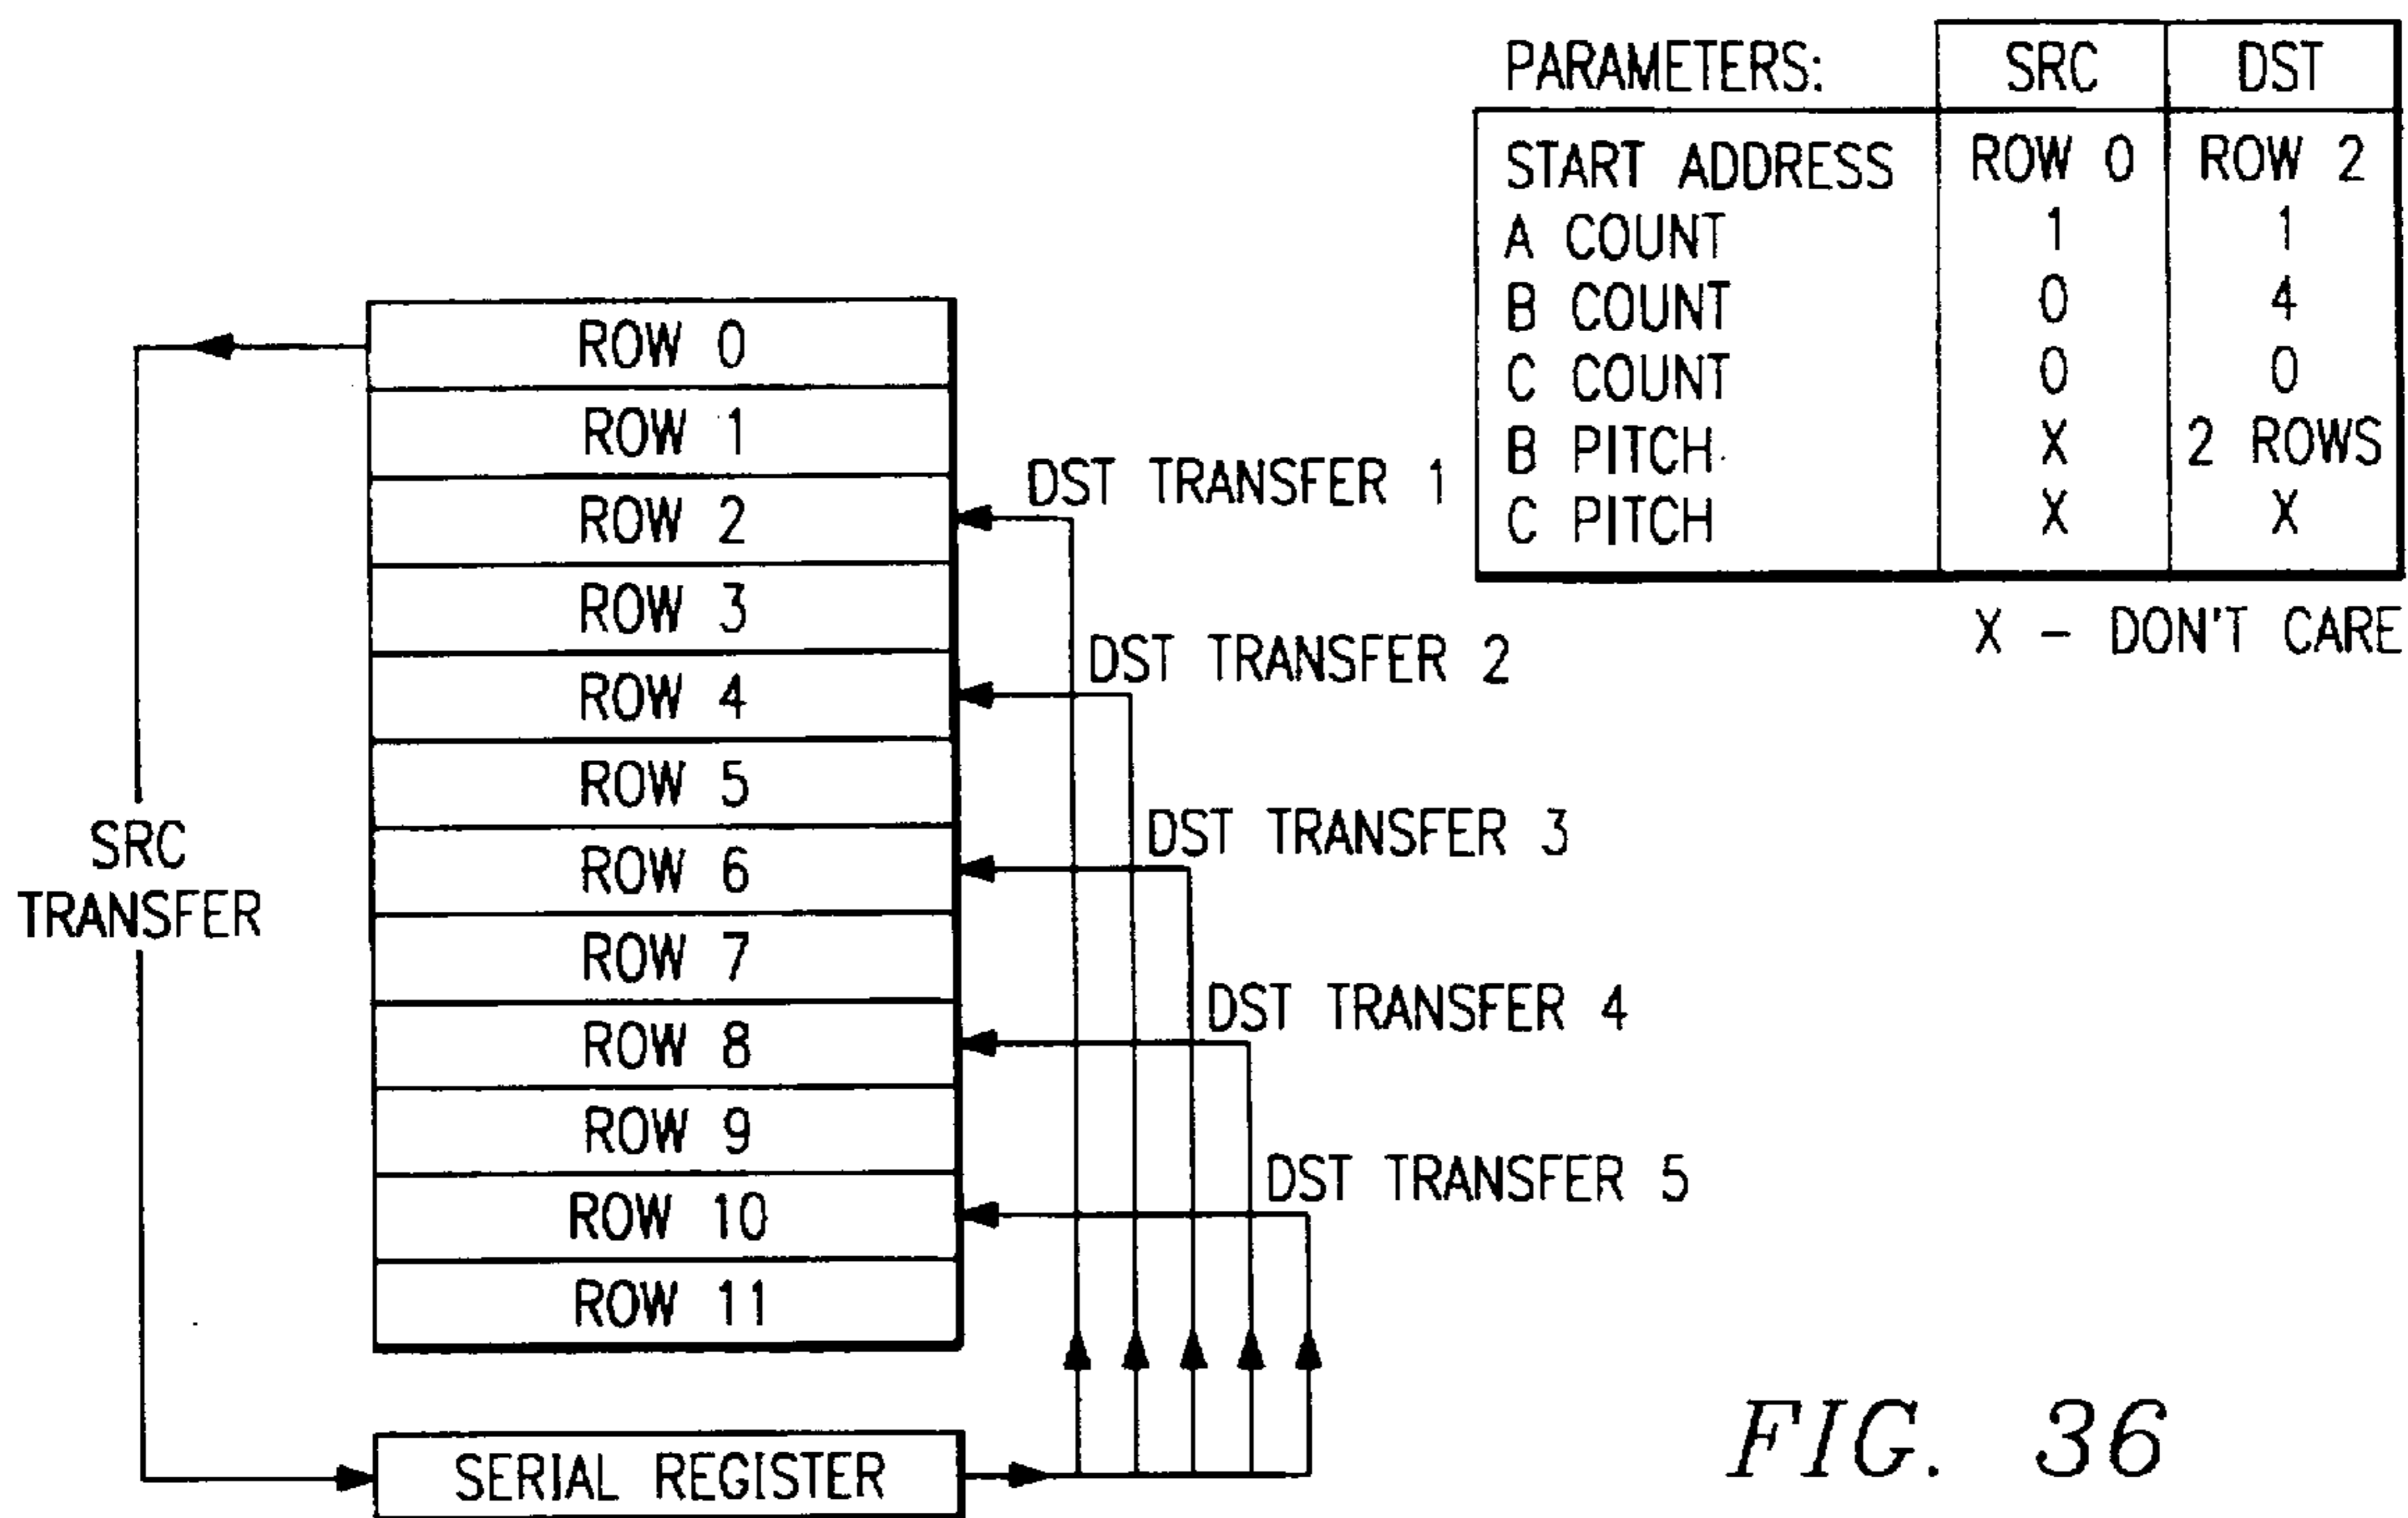 PARAMETERS: SRC DST
START ADDRESS ROW 0 ROW 2
A COUNT 1 1
B COUNT 0 4
C COUNT 0 0
B PITCH X 2 ROWS
C PITCH X X
X - DON'T CARE
ROW 0
ROW 1
ROW 2
ROW 3
ROW 4
ROW 5
ROW 6
ROW 7
ROW 8
ROW 9
ROW 10
ROW 11
SRC
TRANSFER
DST TRANSFER 1
DST TRANSFER 2
DST TRANSFER 3
DST TRANSFER 4
DST TRANSFER 5
SERIAL REGISTER
FIG. 36